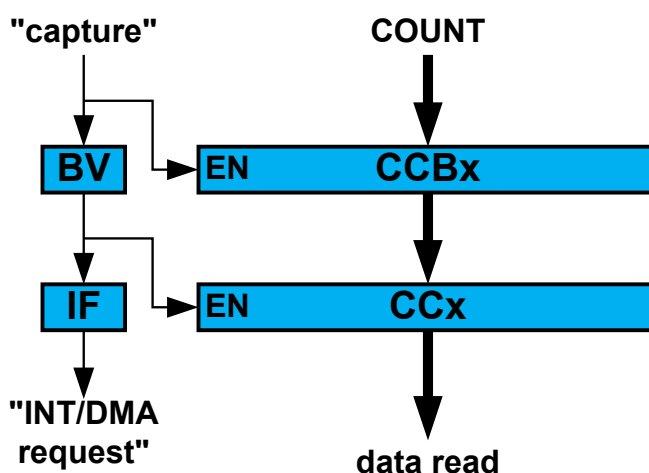 "capture"
COUNT
BV
EN
CCBx
IF
EN
CCx
"INT/DMA
request"
data read